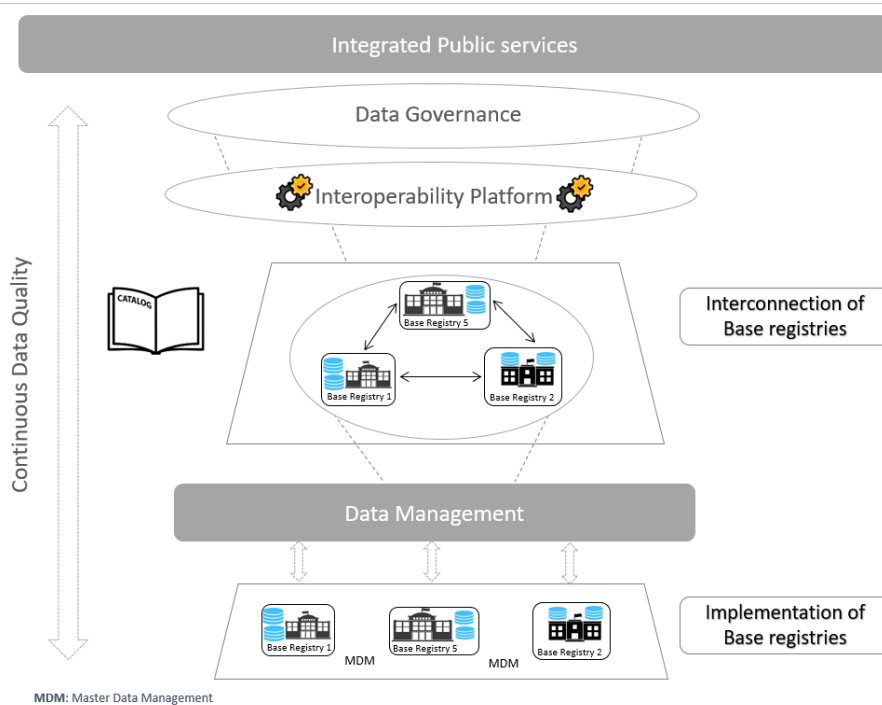 Integrated Public services
Data Governance
Interoperability Platform
Continuous Data Quality
CATALOG
Base Registry 5
Base Registry 1
Base Registry 2
Interconnection of
Base registries
Data Management
Base Registry 1
MDM
Base Registry 5
MDM
Base Registry 2
Implementation of
Base registries
MDM: Master Data Management